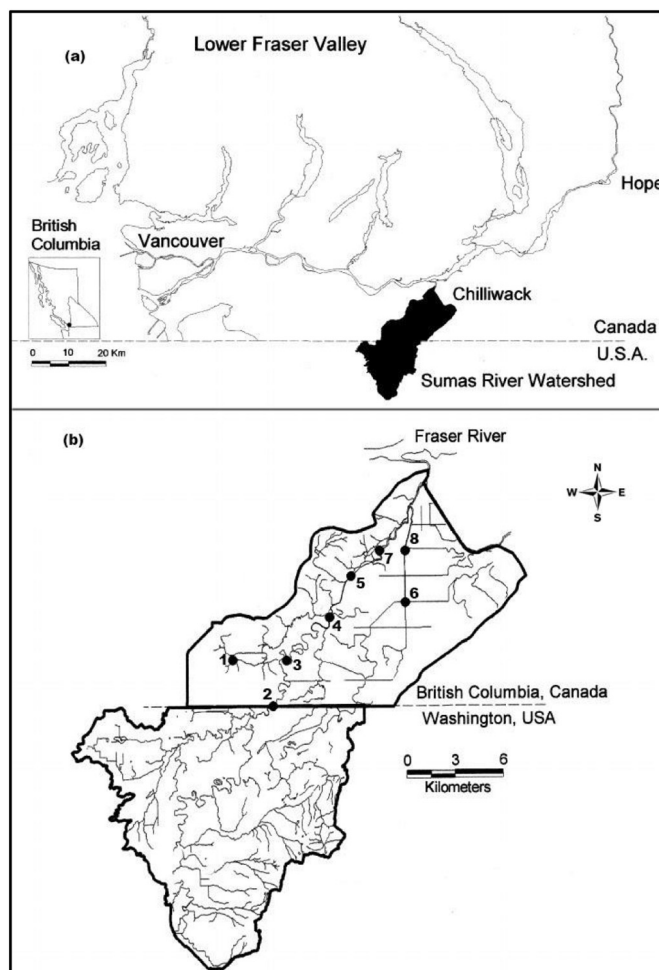 (a)
Lower Fraser Valley
Hope
British
Columbia
Vancouver
Chilliwack
Canada
U.S.A.
0 10 20 Km
Sumas River Watershed
(b)
Fraser River
N
W E
S
8
7
5
6
4
1
3
2
British Columbia, Canada
Washington, USA
0 3 6
Kilometers